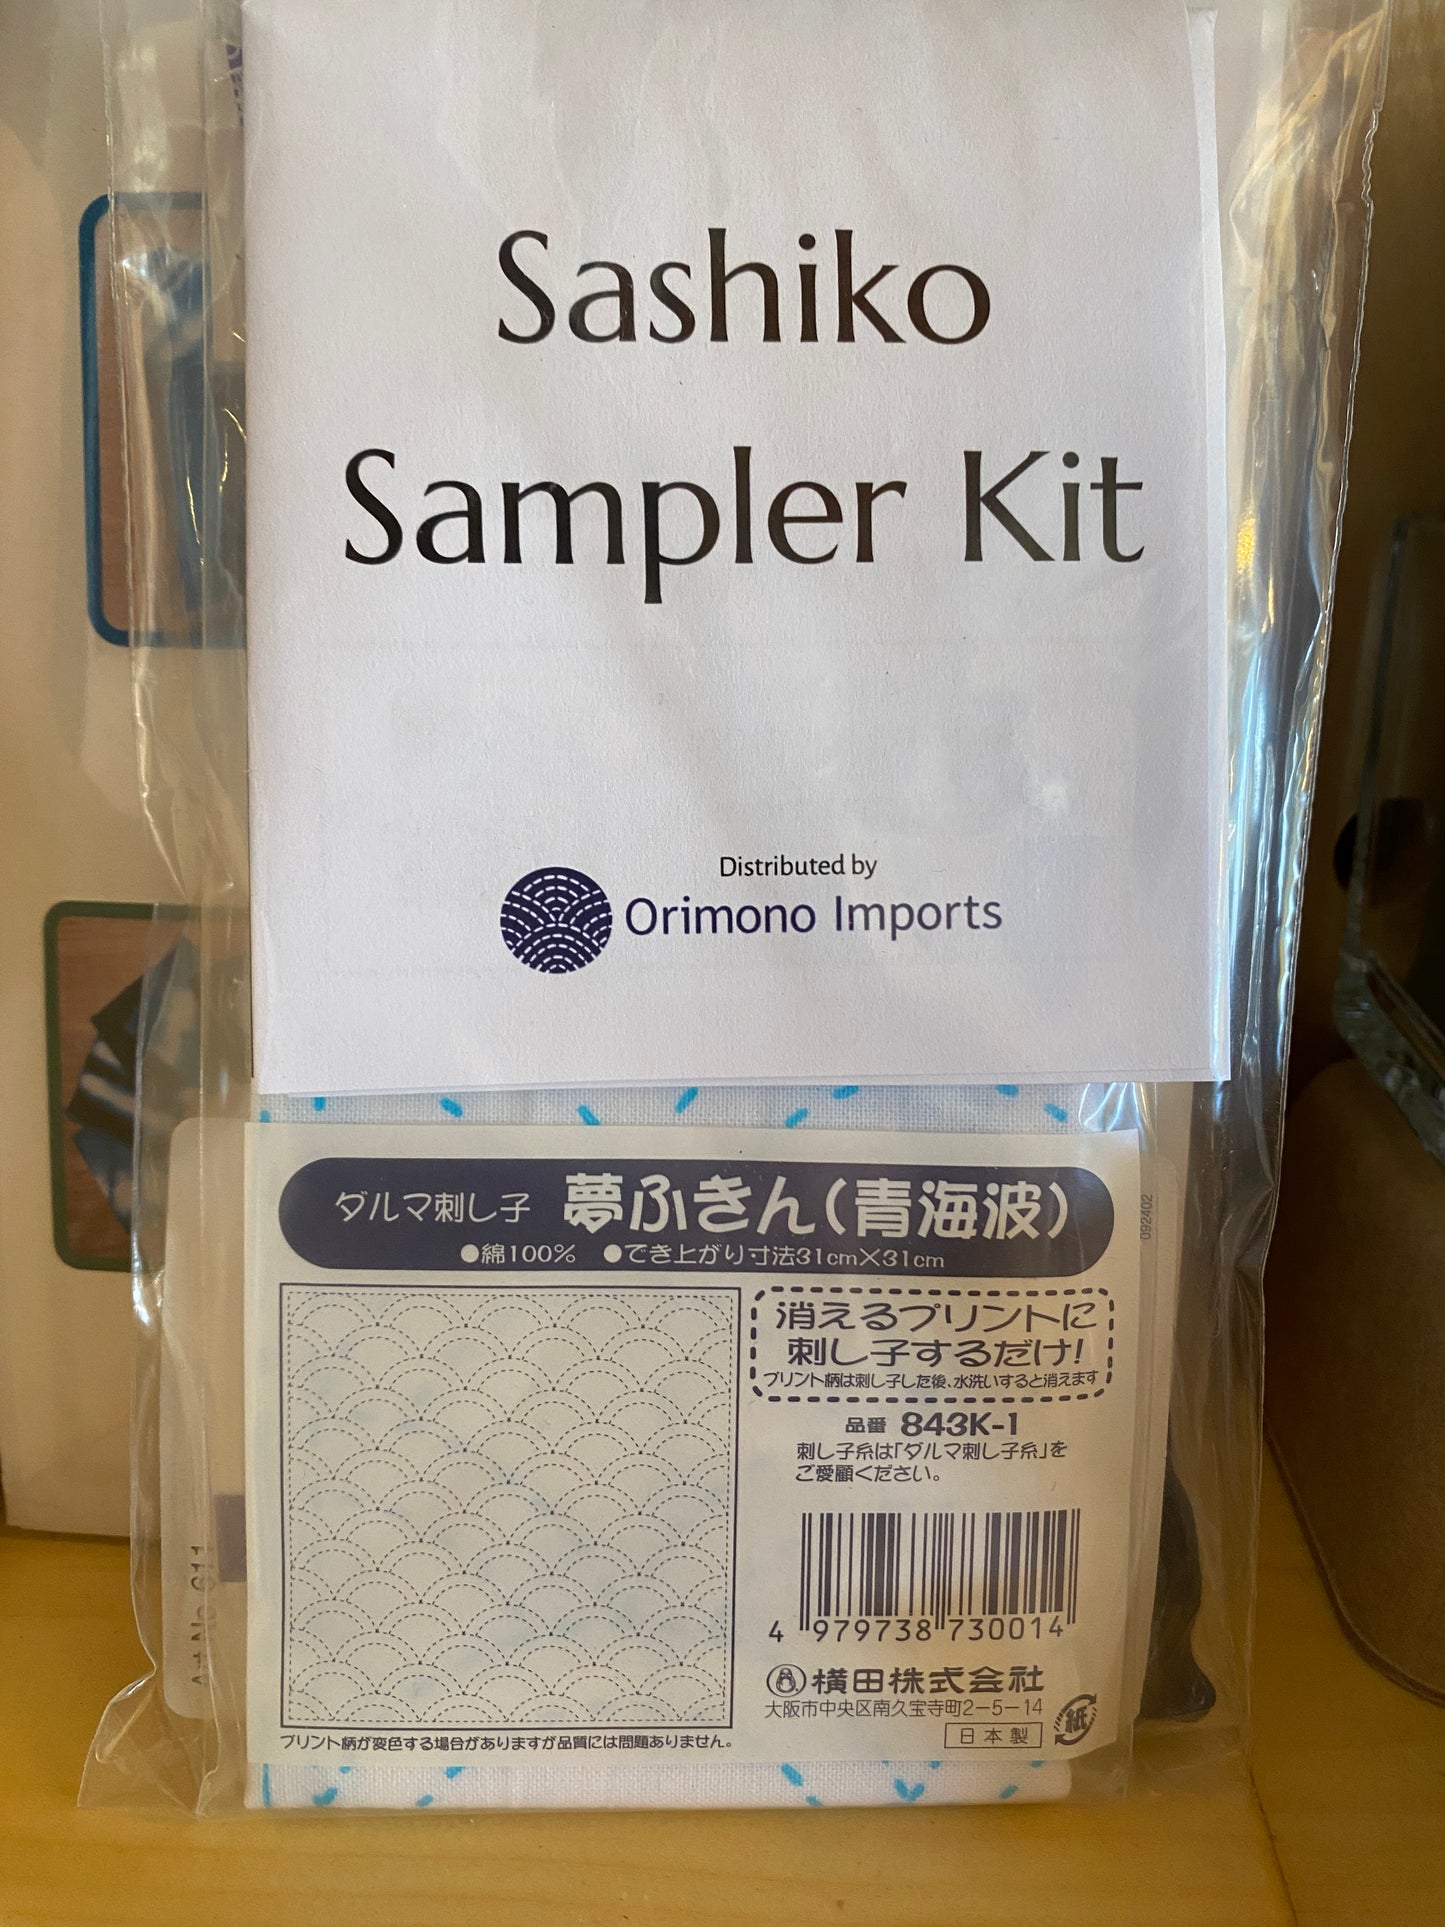 Sashiko
Sampler Kit
Distributed by
Orimono Imports
ダルマ刺し子 夢ふきん(青海波)
●綿100% ●でき上がり寸法31cm×31cm
092402
消えるプリントに
刺し子するだけ!
プリント柄は刺し子した後、水洗いすると消えます
品番 843K-1
刺し子糸は「ダルマ刺し子糸」を
ご愛顧ください。
4 979738 730014
横田株式会社
大阪市中央区南久宝寺町2-5-14
日本製
紙
プリント柄が変色する場合がありますが品質には問題ありません。
Art No 611